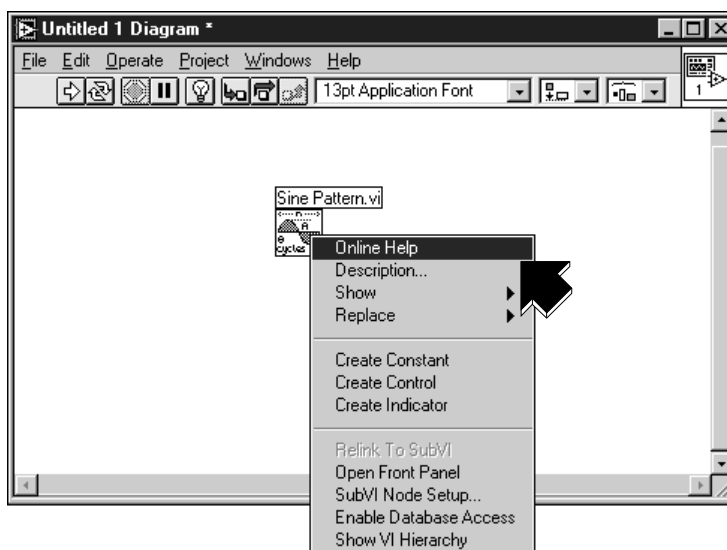 Untitled 1 Diagram *
File Edit Operate Project Windows Help
13pt Application Font
1
Sine Pattern.vi
n
A
θ
cycles
Online Help
Description...
Show
Replace
Create Constant
Create Control
Create Indicator
Relink To SubVI
Open Front Panel
SubVI Node Setup...
Enable Database Access
Show VI Hierarchy